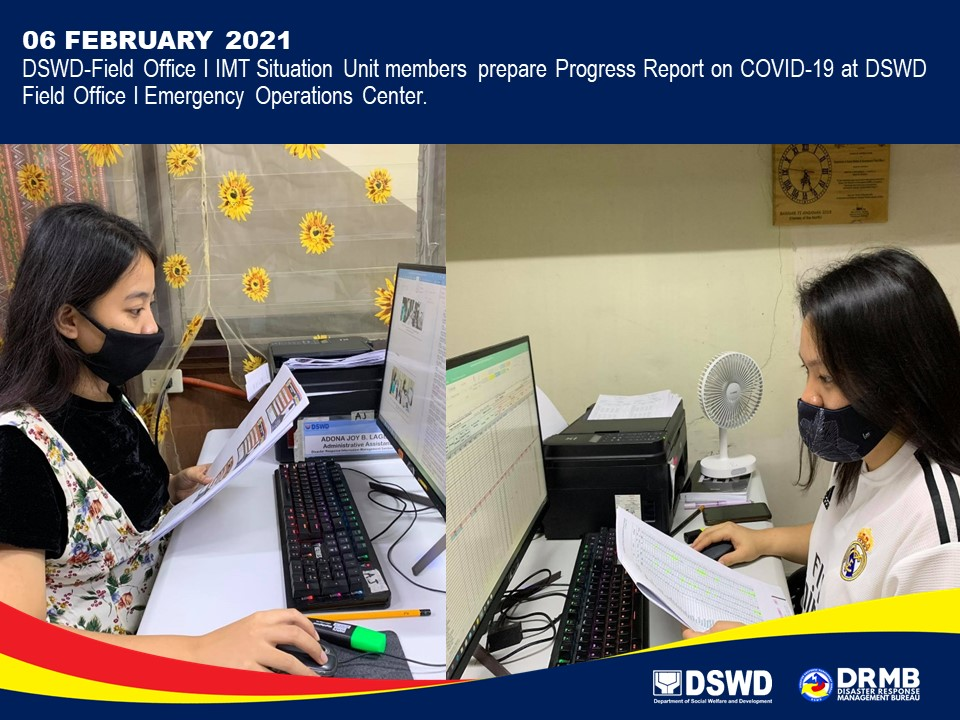 06 FEBRUARY 2021
DSWD-Field Office I IMT Situation Unit members prepare Progress Report on COVID-19 at DSWD
Field Office I Emergency Operations Center.
DSWD
ADONA JOY B.
Administrative Assistant
AJ
AJ
DSWD
Department of Social Welfare and Development
DRMB
DISASTER RESPONSE
MANAGEMENT BUREAU